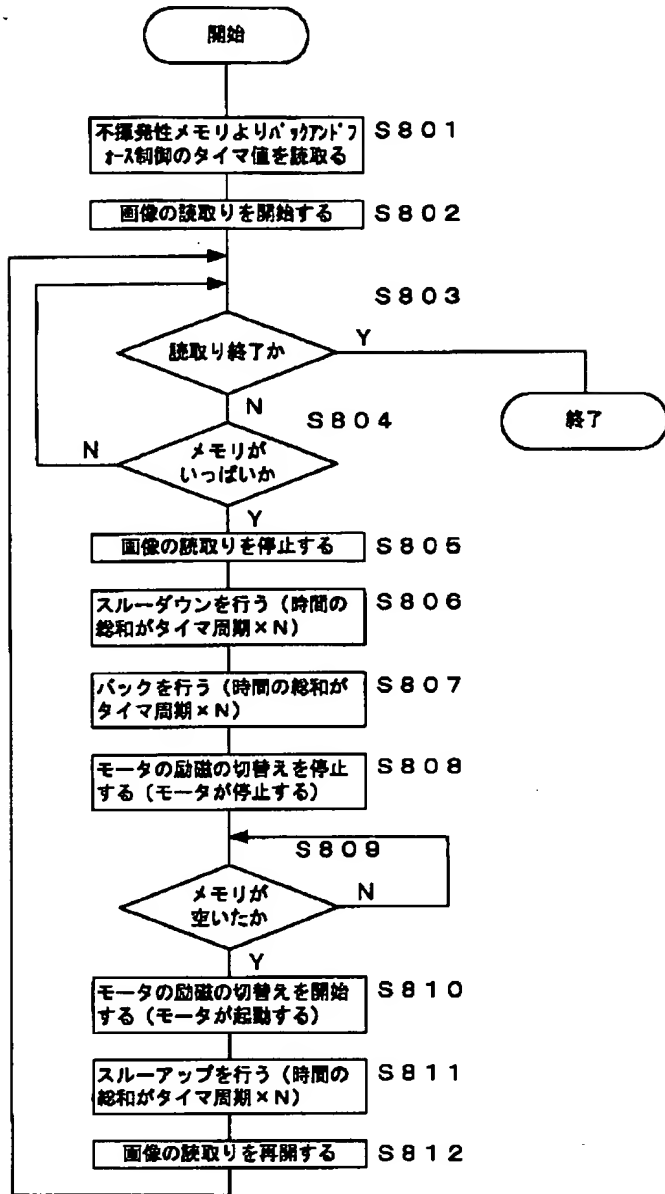 開始
不揮発性メモリよりバックアンドフ
ォース制御のタイマ値を読取る
S801
画像の読取りを開始する
S802
S803
読取り終了か
Y
N
終了
S804
メモリが
いっぱいか
N
Y
画像の読取りを停止する
S805
スルーダウンを行う(時間の
総和がタイマ周期×N)
S806
バックを行う(時間の総和が
タイマ周期×N)
S807
モータの励磁の切替えを停止
する(モータが停止する)
S808
S809
メモリが
空いたか
N
Y
モータの励磁の切替えを開始
する(モータが起動する)
S810
スルーアップを行う(時間の
総和がタイマ周期×N)
S811
画像の読取りを再開する
S812